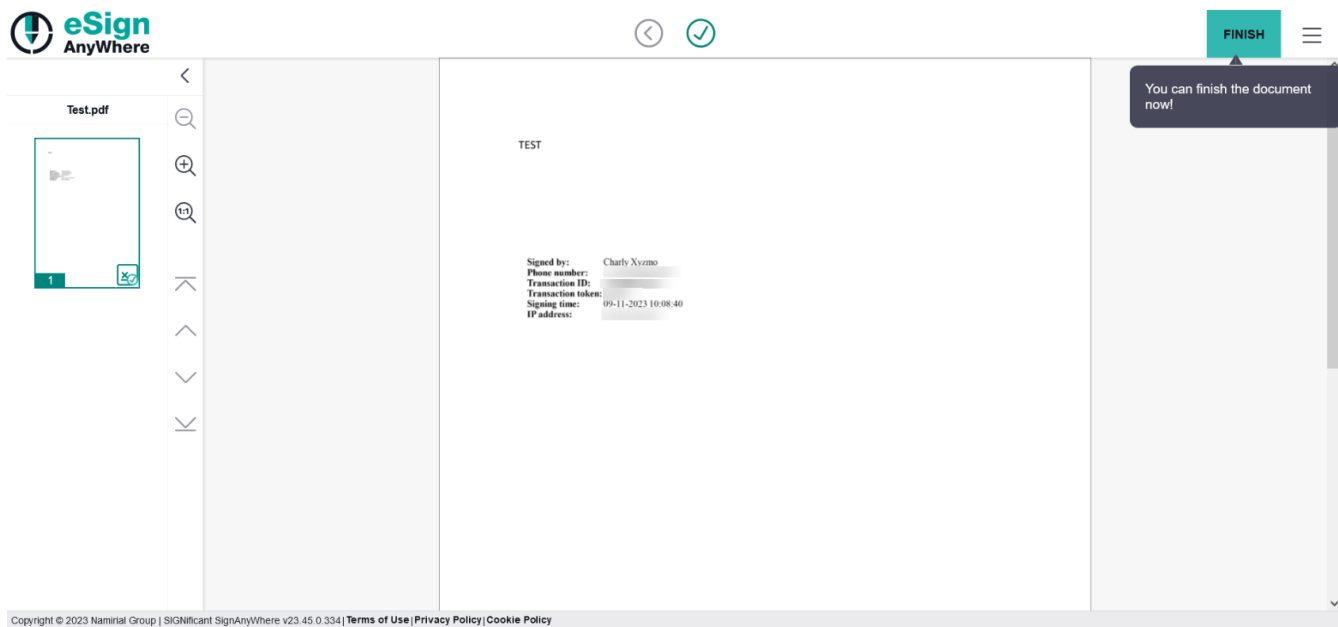 eSign
AnyWhere
FINISH
You can finish the document
now!
Test.pdf
1:1
1
TEST
Signed by: Charly Xyzmo
Phone number:
Transaction ID:
Transaction token:
Signing time: 09-11-2023 10:08:40
IP address:
Copyright © 2023 Namirial Group | SIGNificant SignAnyWhere v23.45.0.334 | Terms of Use | Privacy Policy | Cookie Policy